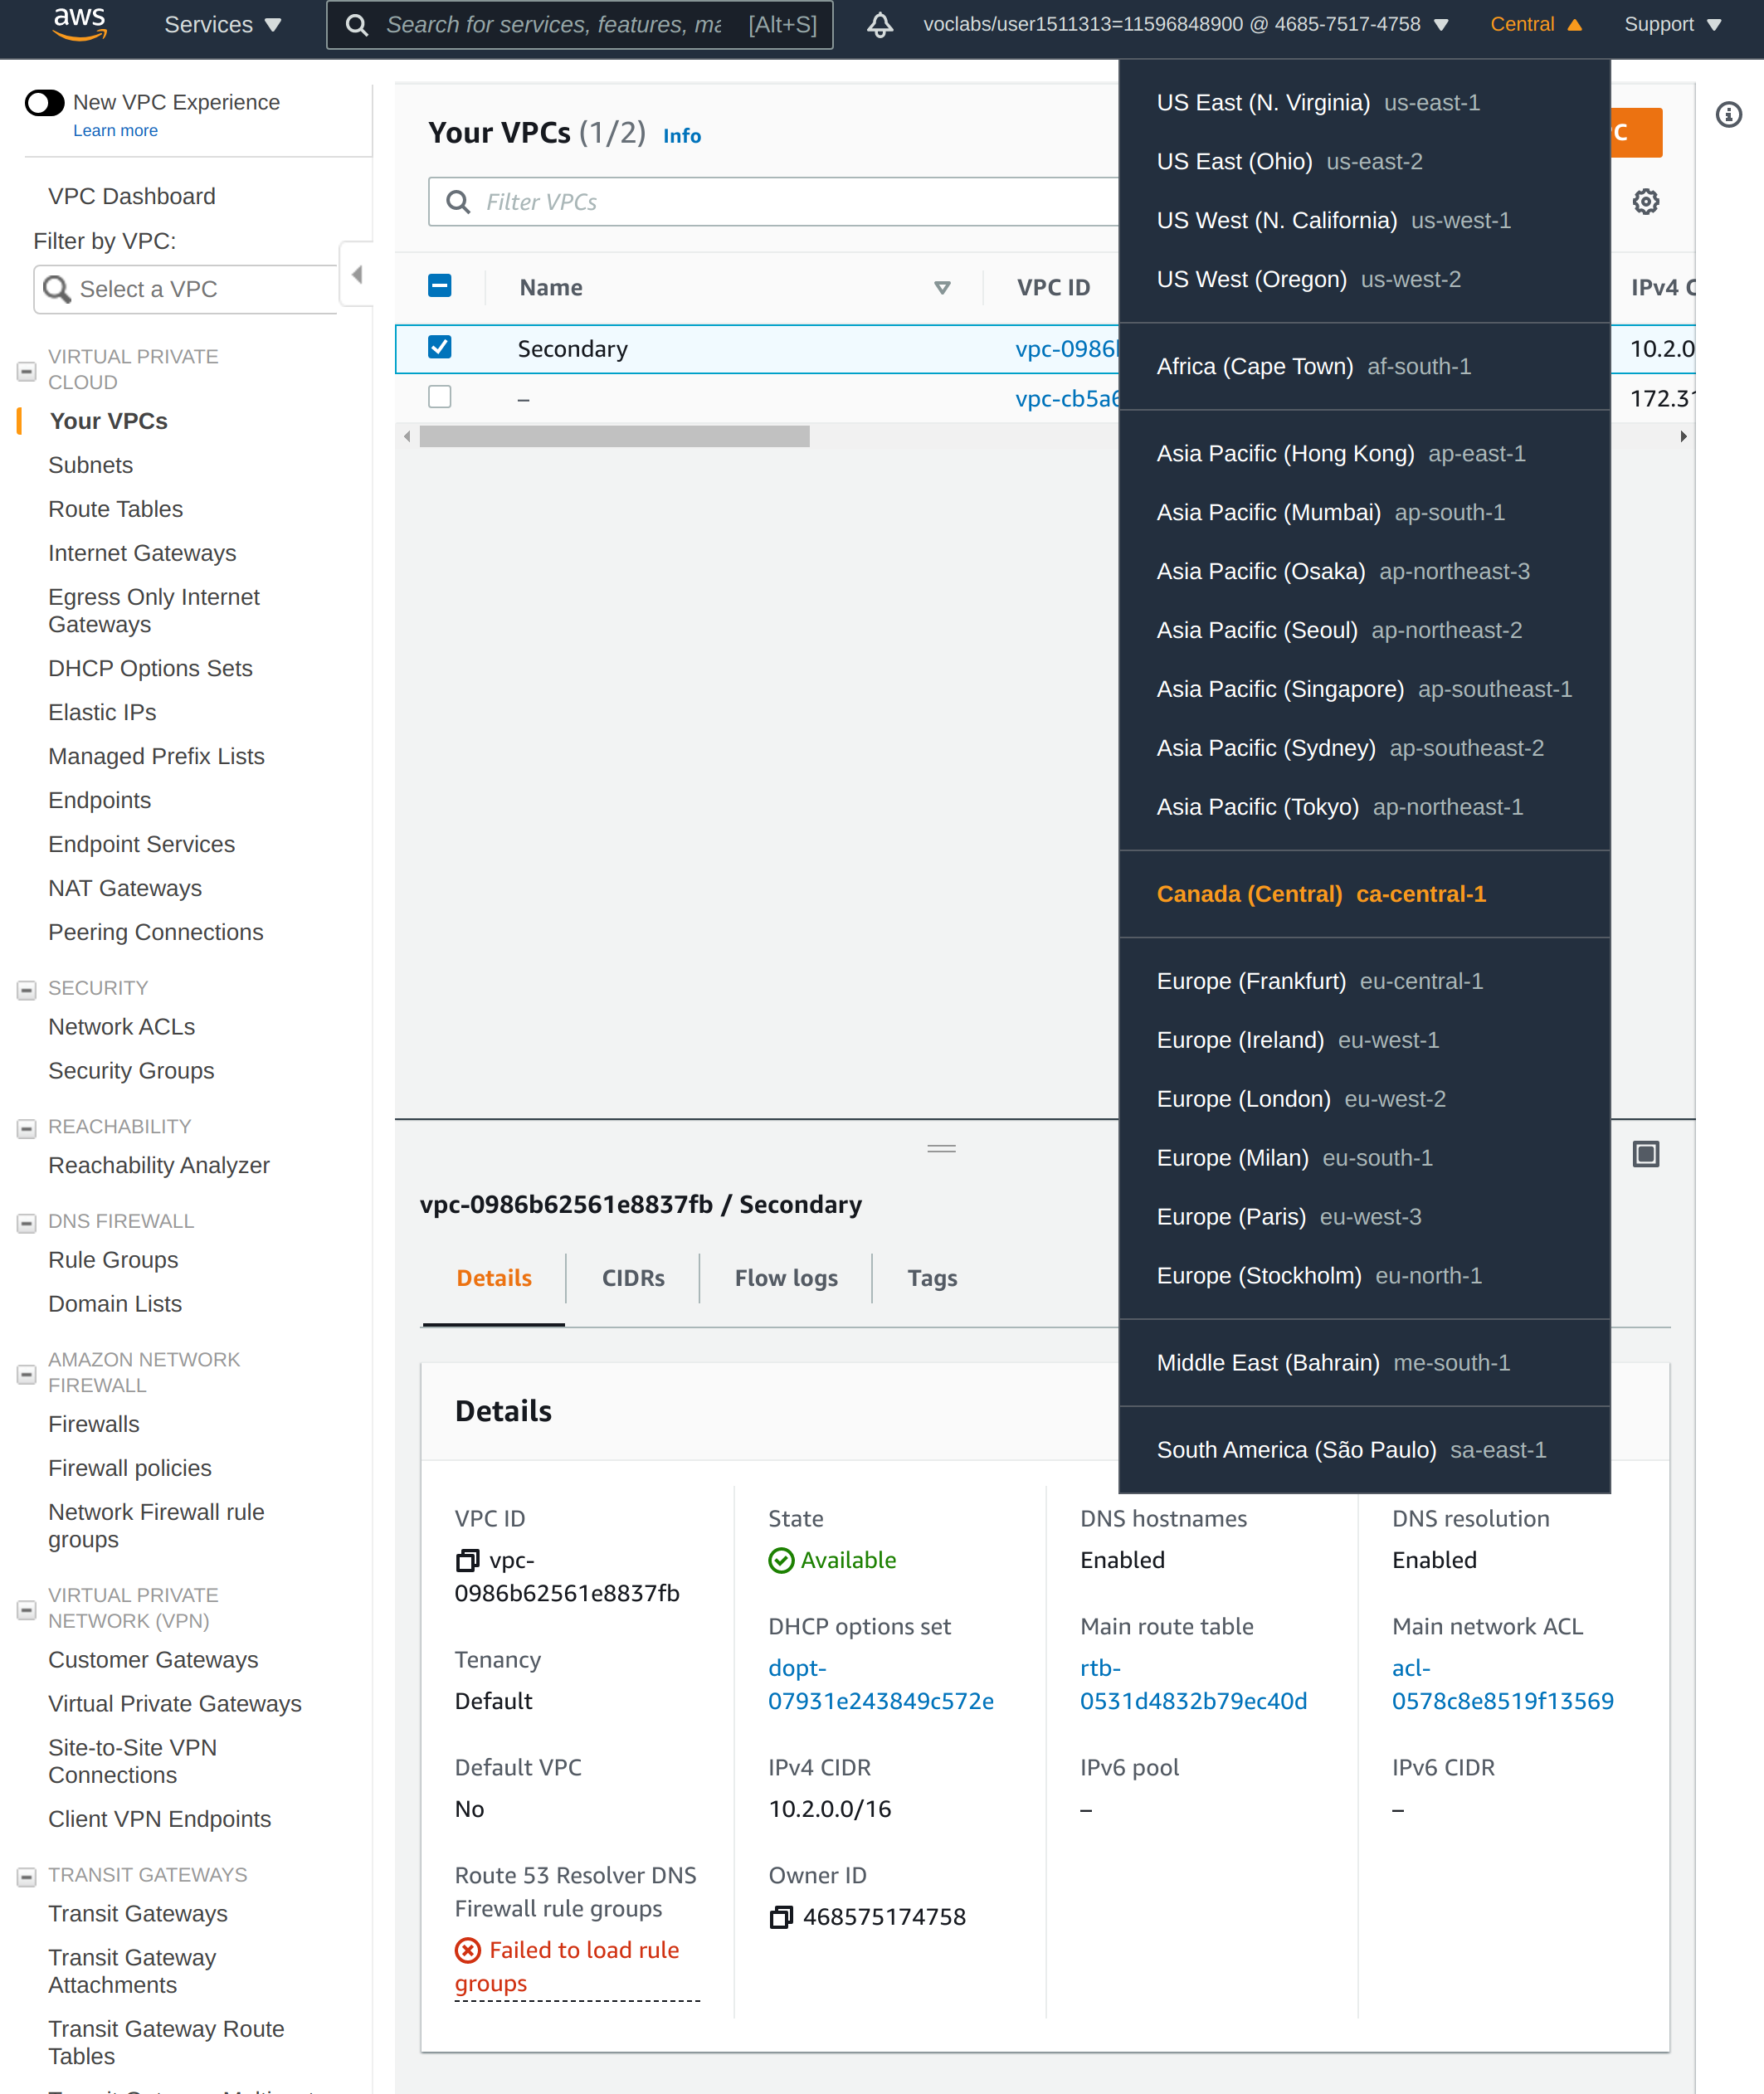 aws
Services
Search for services, features, ma [Alt+S]
voclabs/user1511313=11596848900 @ 4685-7517-4758
Central
Support
New VPC Experience
Learn more
VPC Dashboard
Filter by VPC:
Select a VPC
VIRTUAL PRIVATE
CLOUD
Your VPCs
Subnets
Route Tables
Internet Gateways
Egress Only Internet
Gateways
DHCP Options Sets
Elastic IPs
Managed Prefix Lists
Endpoints
Endpoint Services
NAT Gateways
Peering Connections
SECURITY
Network ACLs
Security Groups
REACHABILITY
Reachability Analyzer
DNS FIREWALL
Rule Groups
Domain Lists
AMAZON NETWORK
FIREWALL
Firewalls
Firewall policies
Network Firewall rule
groups
VIRTUAL PRIVATE
NETWORK (VPN)
Customer Gateways
Virtual Private Gateways
Site-to-Site VPN
Connections
Client VPN Endpoints
TRANSIT GATEWAYS
Transit Gateways
Transit Gateway
Attachments
Transit Gateway Route
Tables
Your VPCs (1/2) Info
C
Filter VPCs
Name
VPC ID
IPv4 C
Secondary
vpc-0986
10.2.0
–
vpc-cb5a6
172.31
US East (N. Virginia) us-east-1
US East (Ohio) us-east-2
US West (N. California) us-west-1
US West (Oregon) us-west-2
Africa (Cape Town) af-south-1
Asia Pacific (Hong Kong) ap-east-1
Asia Pacific (Mumbai) ap-south-1
Asia Pacific (Osaka) ap-northeast-3
Asia Pacific (Seoul) ap-northeast-2
Asia Pacific (Singapore) ap-southeast-1
Asia Pacific (Sydney) ap-southeast-2
Asia Pacific (Tokyo) ap-northeast-1
Canada (Central) ca-central-1
Europe (Frankfurt) eu-central-1
Europe (Ireland) eu-west-1
Europe (London) eu-west-2
Europe (Milan) eu-south-1
Europe (Paris) eu-west-3
Europe (Stockholm) eu-north-1
Middle East (Bahrain) me-south-1
South America (São Paulo) sa-east-1
vpc-0986b62561e8837fb / Secondary
Details
CIDRs
Flow logs
Tags
Details
VPC ID
vpc-
0986b62561e8837fb
State
Available
DNS hostnames
Enabled
DNS resolution
Enabled
Tenancy
Default
DHCP options set
dopt-
07931e243849c572e
Main route table
rtb-
0531d4832b79ec40d
Main network ACL
acl-
0578c8e8519f13569
Default VPC
No
IPv4 CIDR
10.2.0.0/16
IPv6 pool
–
IPv6 CIDR
–
Route 53 Resolver DNS
Firewall rule groups
Failed to load rule
groups
Owner ID
468575174758